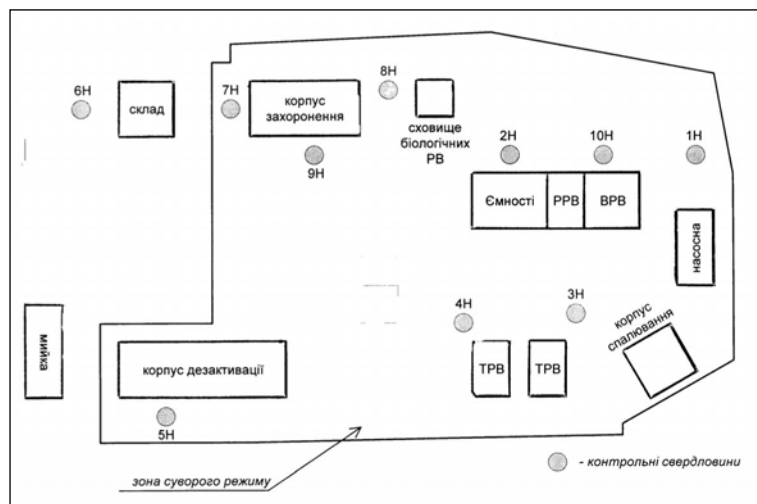 8Н
6Н
7Н
склад
корпус
захоронення
сховище
біологічних
РВ
2Н
10Н
1Н
9Н
Ємності
РРВ
ВРВ
насосна
4Н
3Н
корпус
спалювання
мийка
корпус дезактивації
ТРВ
ТРВ
5Н
зона суворого режиму
- контрольні свердловини